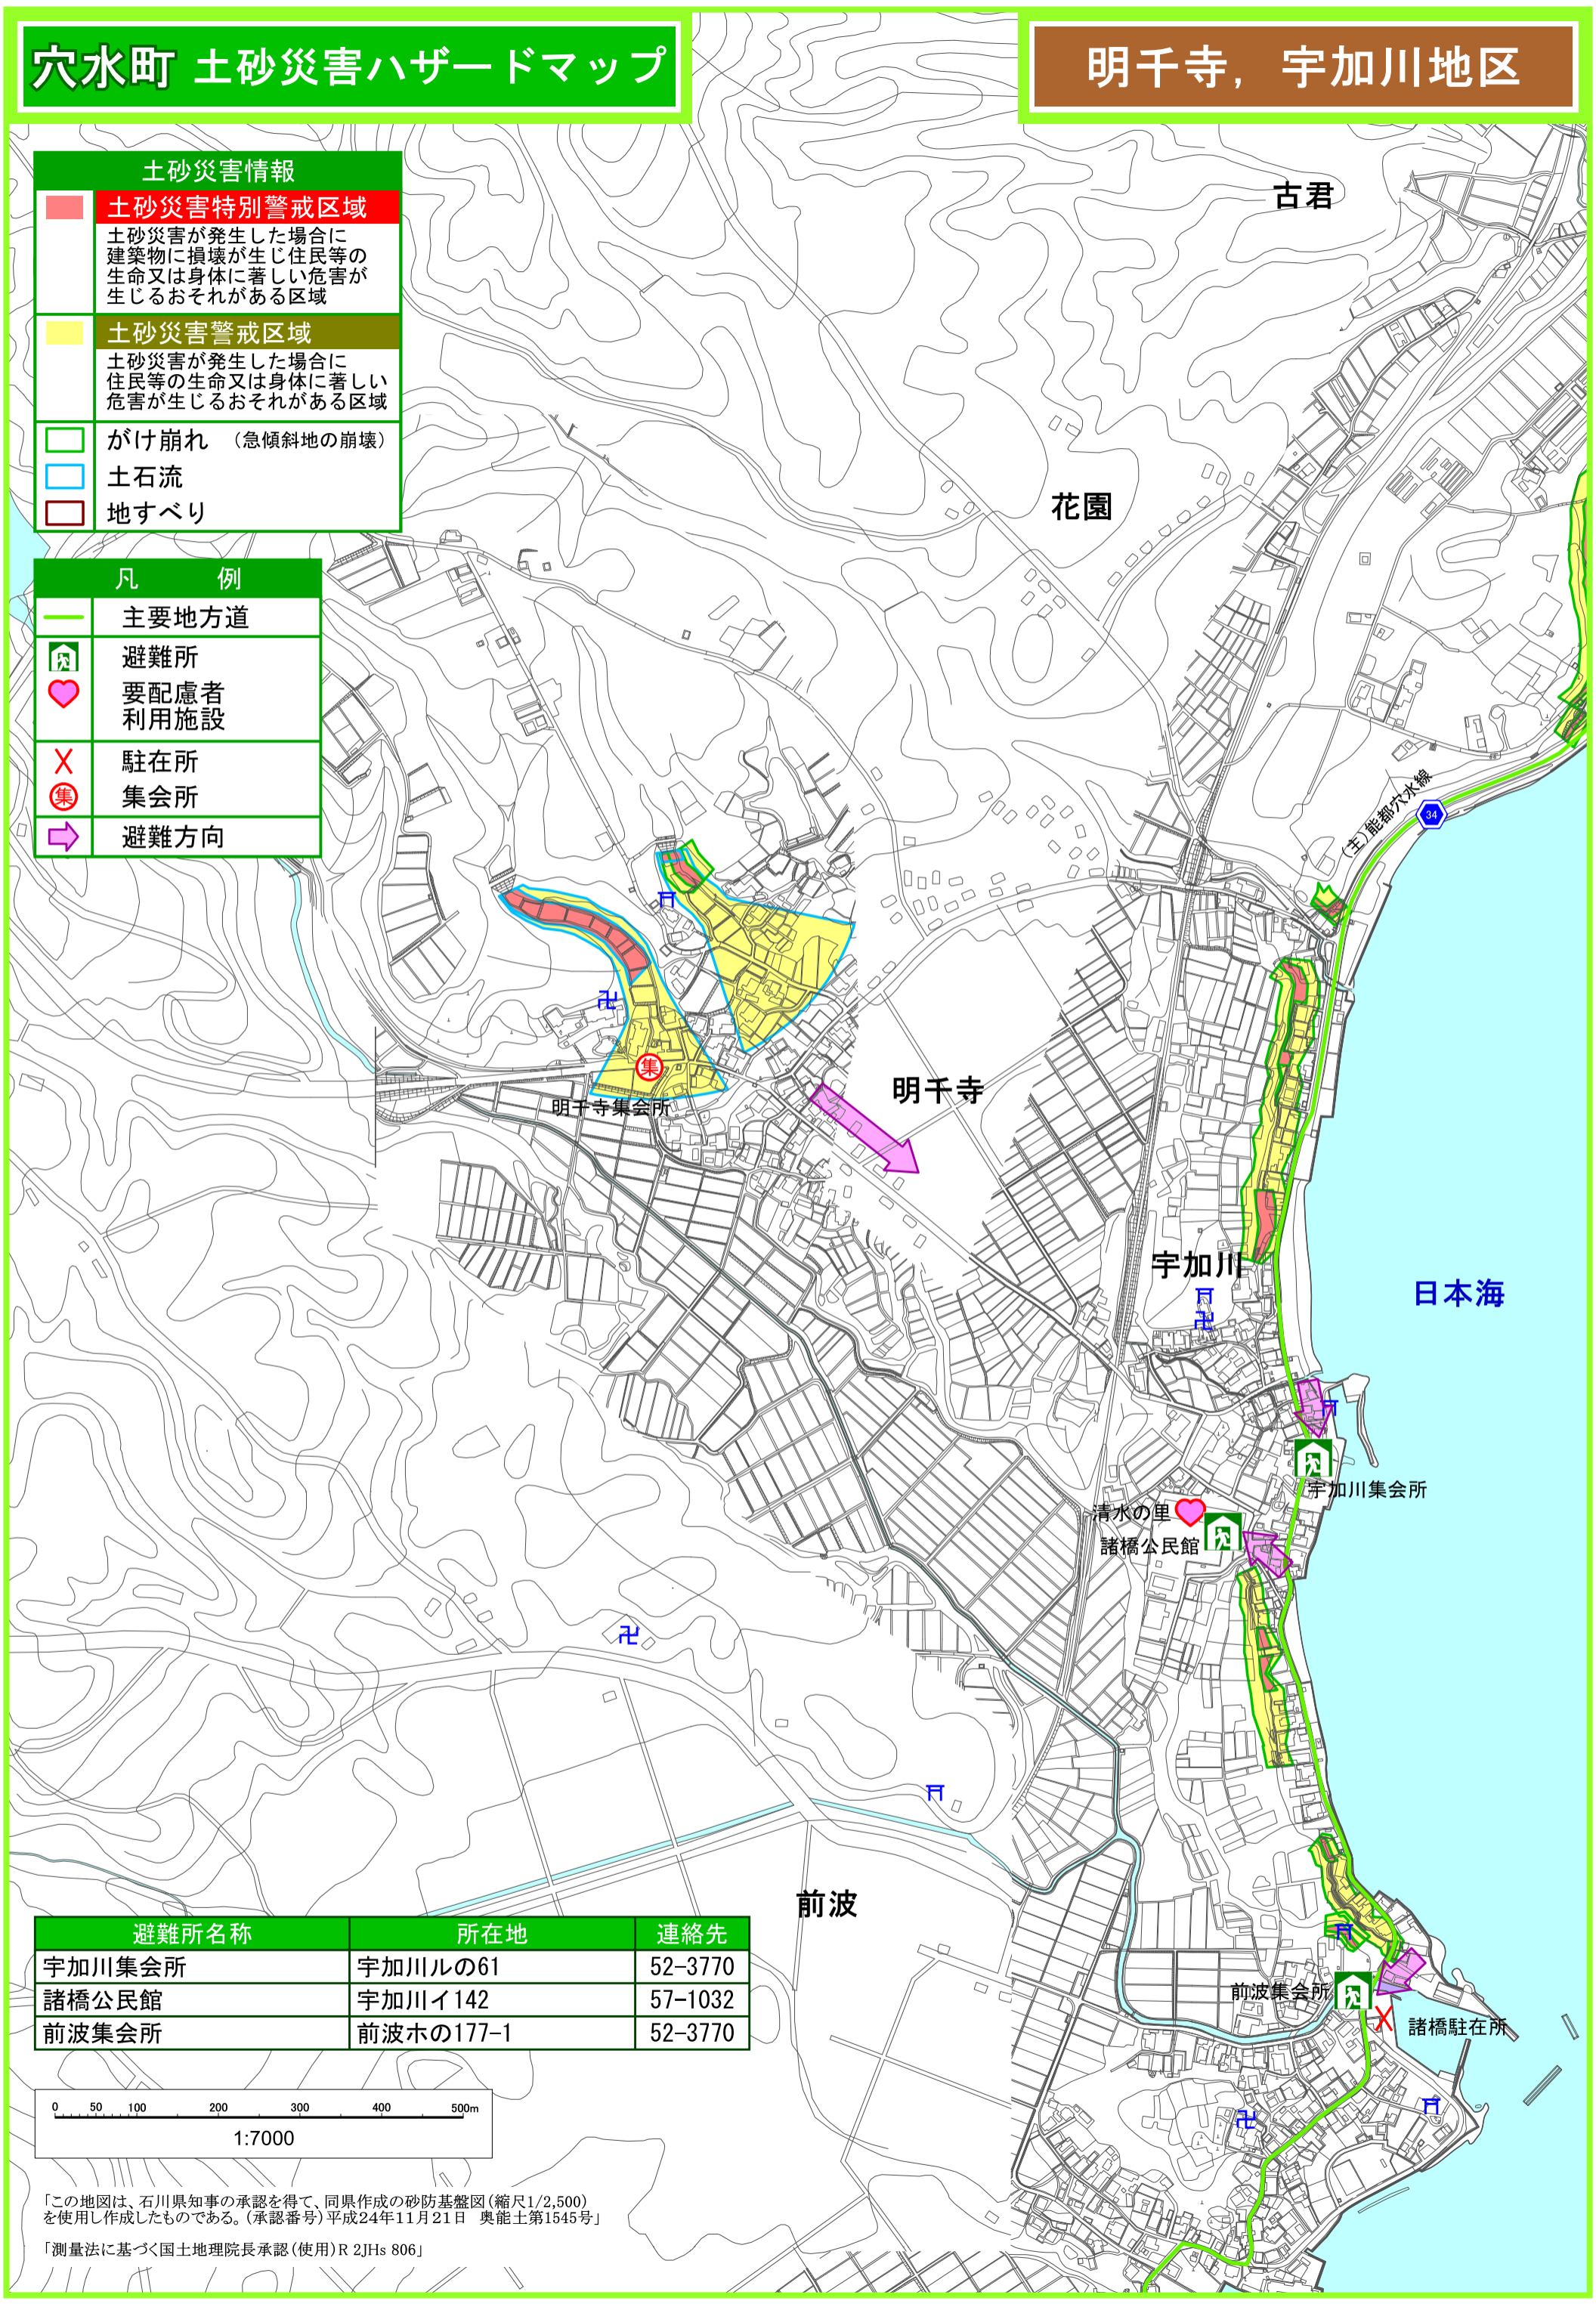 穴水町 土砂災害ハザードマップ
明千寺，宇加川地区
土砂災害情報
土砂災害特別警戒区域
土砂災害が発生した場合に
建築物に損壊が生じ住民等の
生命又は身体に著しい危害が
生じるおそれがある区域
土砂災害警戒区域
土砂災害が発生した場合に
住民等の生命又は身体に著しい
危害が生じるおそれがある区域
がけ崩れ （急傾斜地の崩壊）
土石流
地すべり
凡 例
主要地方道
避難所
要配慮者
利用施設
駐在所
集 集会所
避難方向
古君
花園
(主)能都穴水線
34
集
明千寺集会所
明千寺
宇加川
日本海
宇加川集会所
清水の里
諸橋公民館
前波
前波集会所
諸橋駐在所
避難所名称 所在地 連絡先
宇加川集会所 宇加川ルの61 52-3770
諸橋公民館 宇加川イ142 57-1032
前波集会所 前波ホの177-1 52-3770
0 50 100 200 300 400 500m
1:7000
「この地図は、石川県知事の承認を得て、同県作成の砂防基盤図(縮尺1/2,500)
を使用し作成したものである。(承認番号)平成24年11月21日 奥能土第1545号」
「測量法に基づく国土地理院長承認(使用)R 2JHs 806」